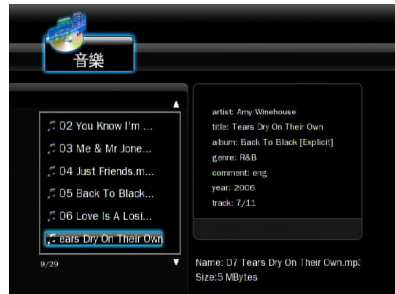 音樂
02 You Know I'm ...
03 Me & Mr Jone...
04 Just Friends.m...
05 Back To Black...
06 Love Is A Losi...
ears Dry On Their Own
9/29
artist: Amy Winehouse
title: Tears Dry On Their Own
album: Back To Black [Explicit]
genre: R&B
comment: eng
year: 2006
track: 7/11
Name: 07 Tears Dry On Their Own.mp3
Size:5 MBytes